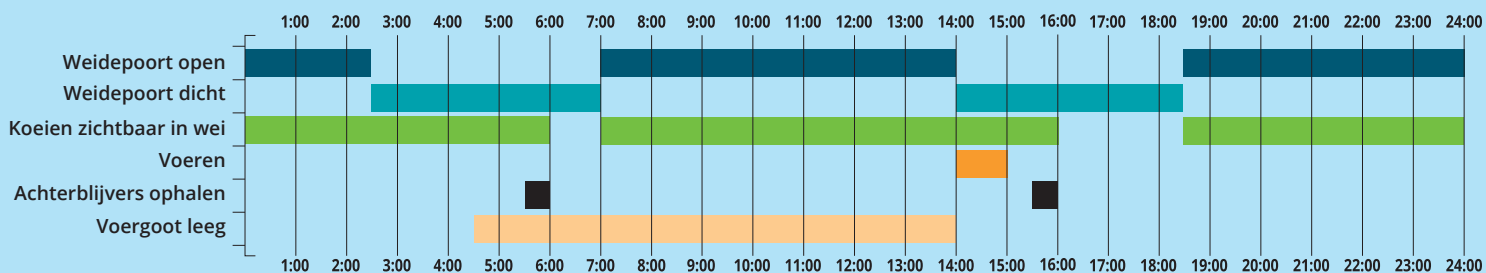 1:00 2:00 3:00 4:00 5:00 6:00 7:00 8:00 9:00 10:00 11:00 12:00 13:00 14:00 15:00 16:00 17:00 18:00 19:00 20:00 21:00 22:00 23:00 24:00
Weidepoort open
Weidepoort dicht
Koeien zichtbaar in wei
Voeren
Achterblijvers ophalen
Voergoot leeg
1:00 2:00 3:00 4:00 5:00 6:00 7:00 8:00 9:00 10:00 11:00 12:00 13:00 14:00 15:00 16:00 17:00 18:00 19:00 20:00 21:00 22:00 23:00 24:00